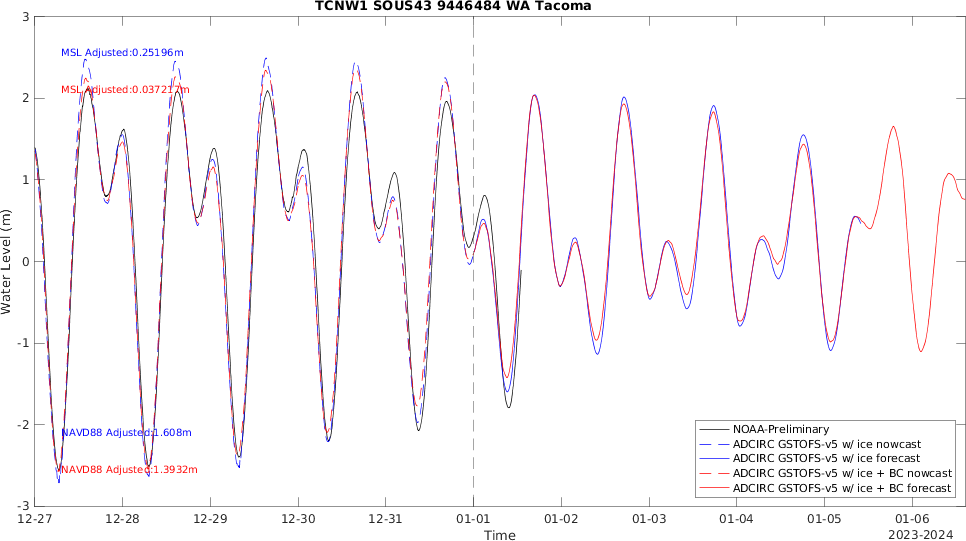 TCNW1 SOUS43 9446484 WA Tacoma
3
2
1
0
-1
-2
-3
Water Level (m)
MSL Adjusted:0.25196m
MSL Adjusted:0.037217m
NAVD88 Adjusted:1.608m
NAVD88 Adjusted:1.3932m
NOAA-Preliminary
ADCIRC GSTOFS-v5 w/ ice nowcast
ADCIRC GSTOFS-v5 w/ ice forecast
ADCIRC GSTOFS-v5 w/ ice + BC nowcast
ADCIRC GSTOFS-v5 w/ ice + BC forecast
12-27 12-28 12-29 12-30 12-31 01-01 01-02 01-03 01-04 01-05 01-06
Time
2023-2024